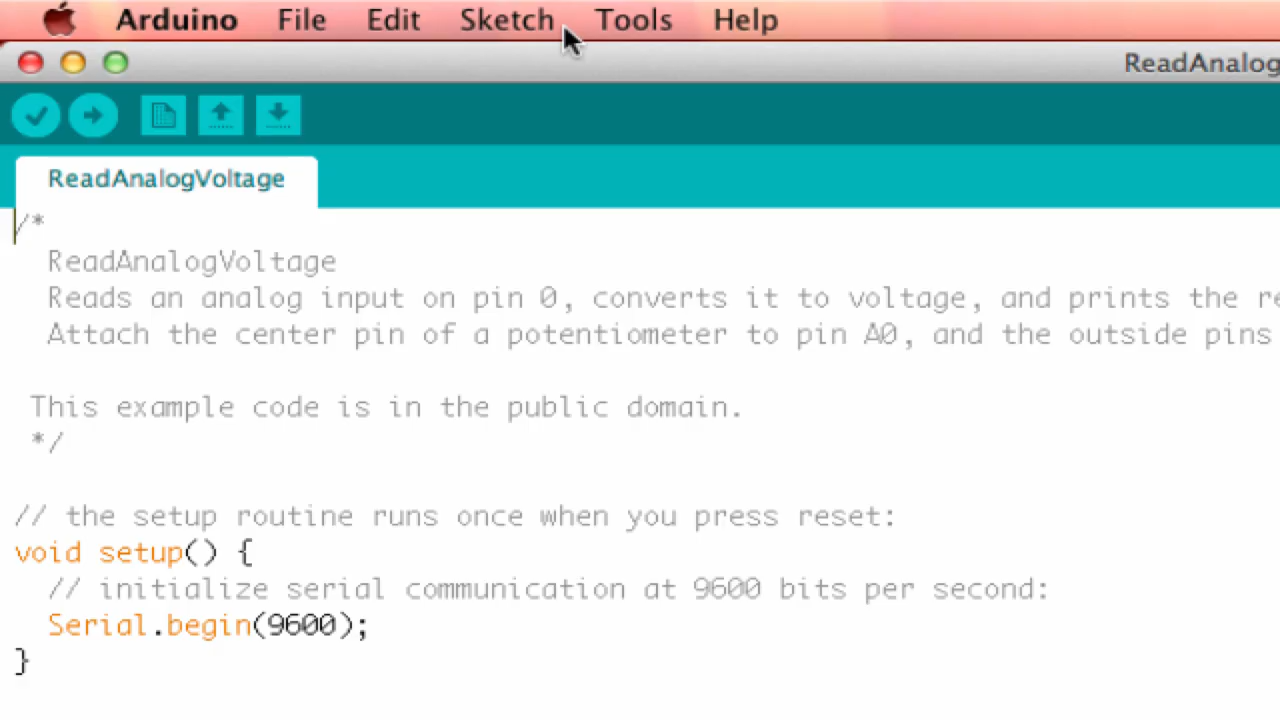 Arduino File Edit Sketch Tools Help
ReadAnalog
ReadAnalogVoltage
/*
ReadAnalogVoltage
Reads an analog input on pin 0, converts it to voltage, and prints the re
Attach the center pin of a potentiometer to pin A0, and the outside pins
This example code is in the public domain.
*/
// the setup routine runs once when you press reset:
void setup() {
// initialize serial communication at 9600 bits per second:
Serial.begin(9600);
}